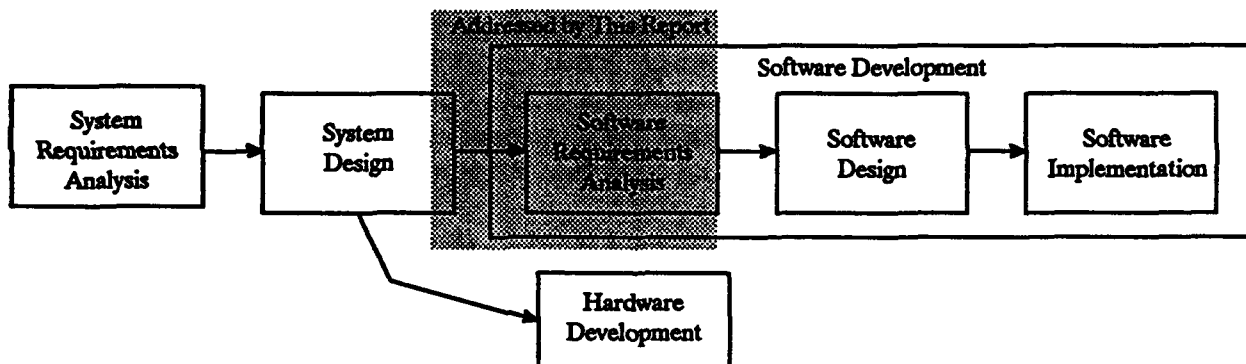 Addressed by This Report
Software Development
System
Requirements
Analysis
System
Design
Software
Requirements
Analysis
Software
Design
Software
Implementation
Hardware
Development